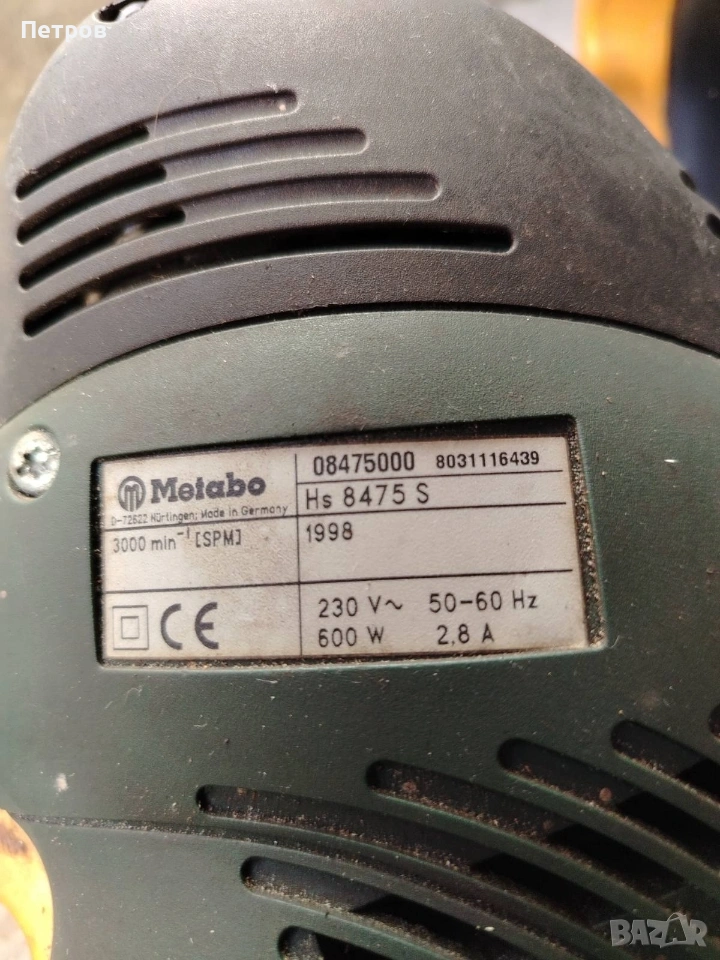 Петров
Metabo
08475000 8031116439
D-72622 Nürtingen; Made in Germany
Hs 8475 S
3000 min⁻¹ [SPM]
1998
CE
230 V~ 50-60 Hz
600 W 2,8 A
BAZAR